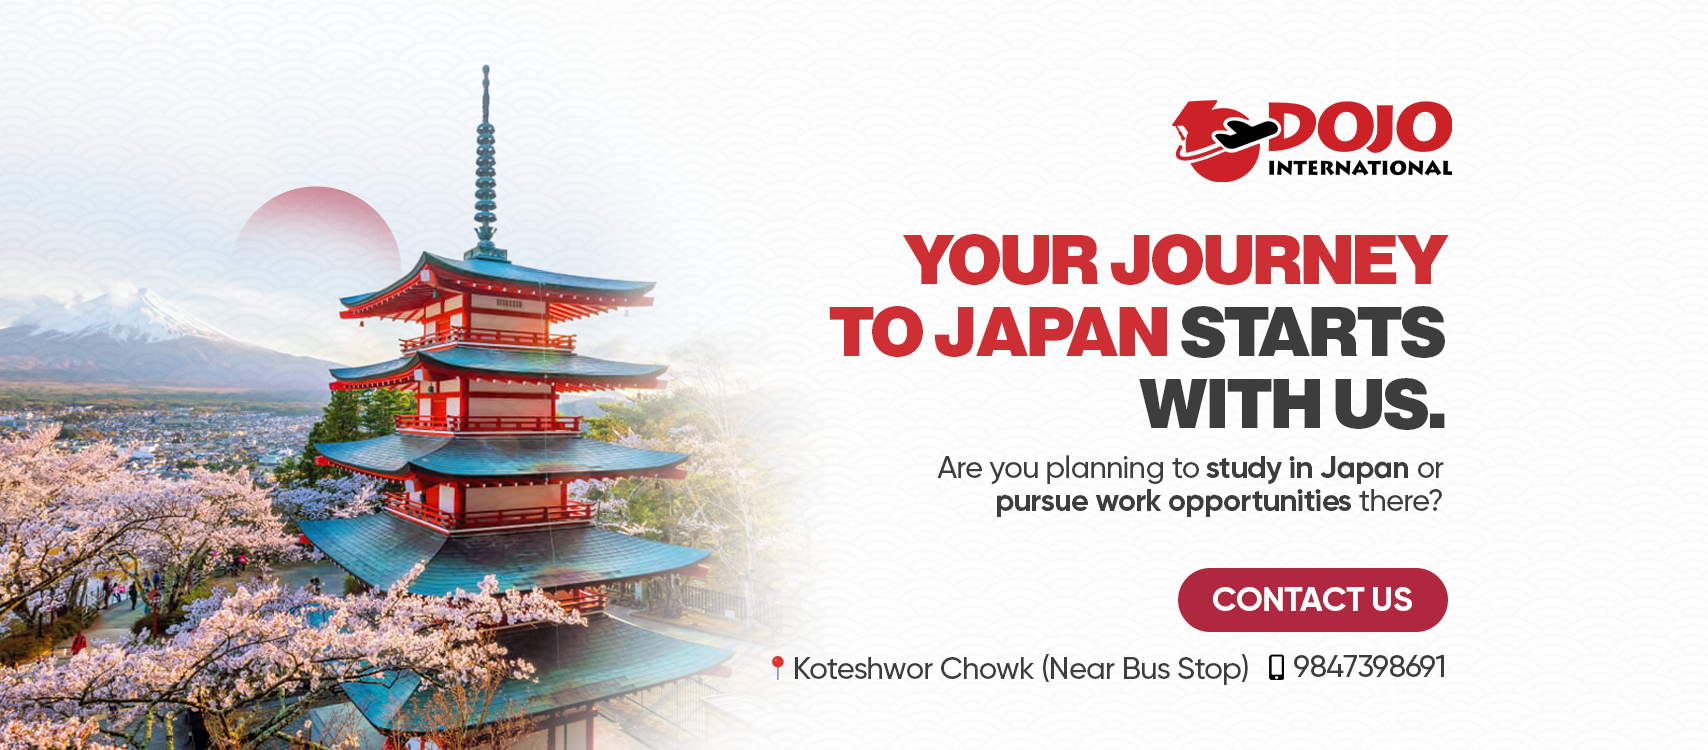 DOJO
INTERNATIONAL
YOUR JOURNEY
TO JAPAN STARTS
WITH US.
Are you planning to study in Japan or
pursue work opportunities there?
CONTACT US
Koteshwor Chowk (Near Bus Stop) 9847398691